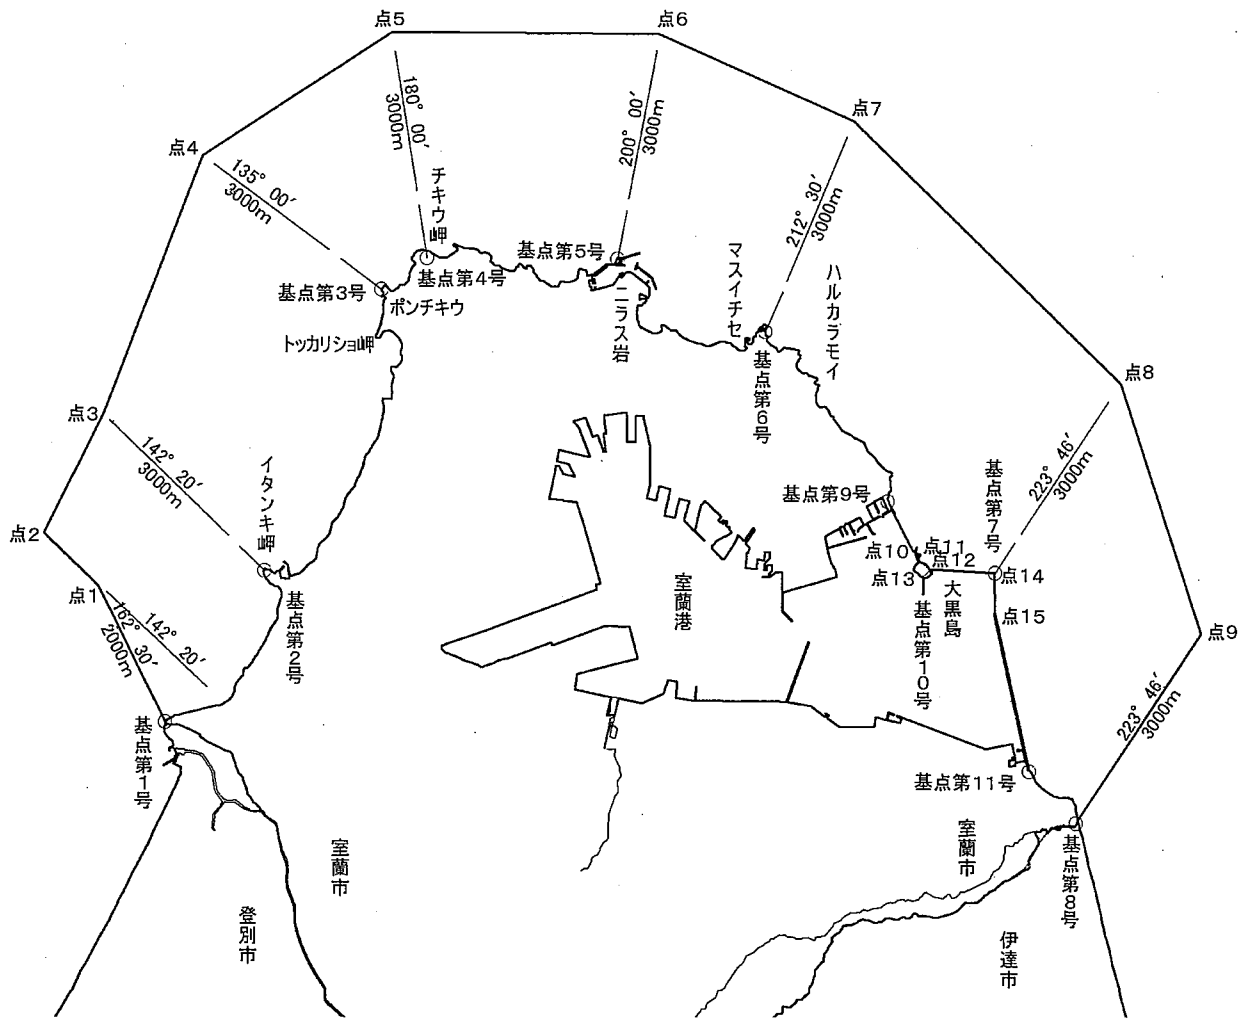 点5
点6
180° 00′
3000m
200° 00′
3000m
点7
点4
135° 00′
3000m
チキウ岬
212° 30′
3000m
基点第5号
基点第4号
マスイチセ
ハルカラモイ
基点第3号
ポンチキウ
ニラス岩
トッカリショ岬
基点第6号
点8
点3
142° 20′
3000m
イタンキ岬
基点第9号
基点第7号
223° 46′
3000m
点2
点10
点11
点12
点13
点14
大黒島
点1
162° 30′
2000m
142° 20′
基点第2号
室蘭港
基点第10号
点15
点9
223° 46′
3000m
基点第1号
基点第11号
室蘭市
登別市
室蘭市
基点第8号
伊達市